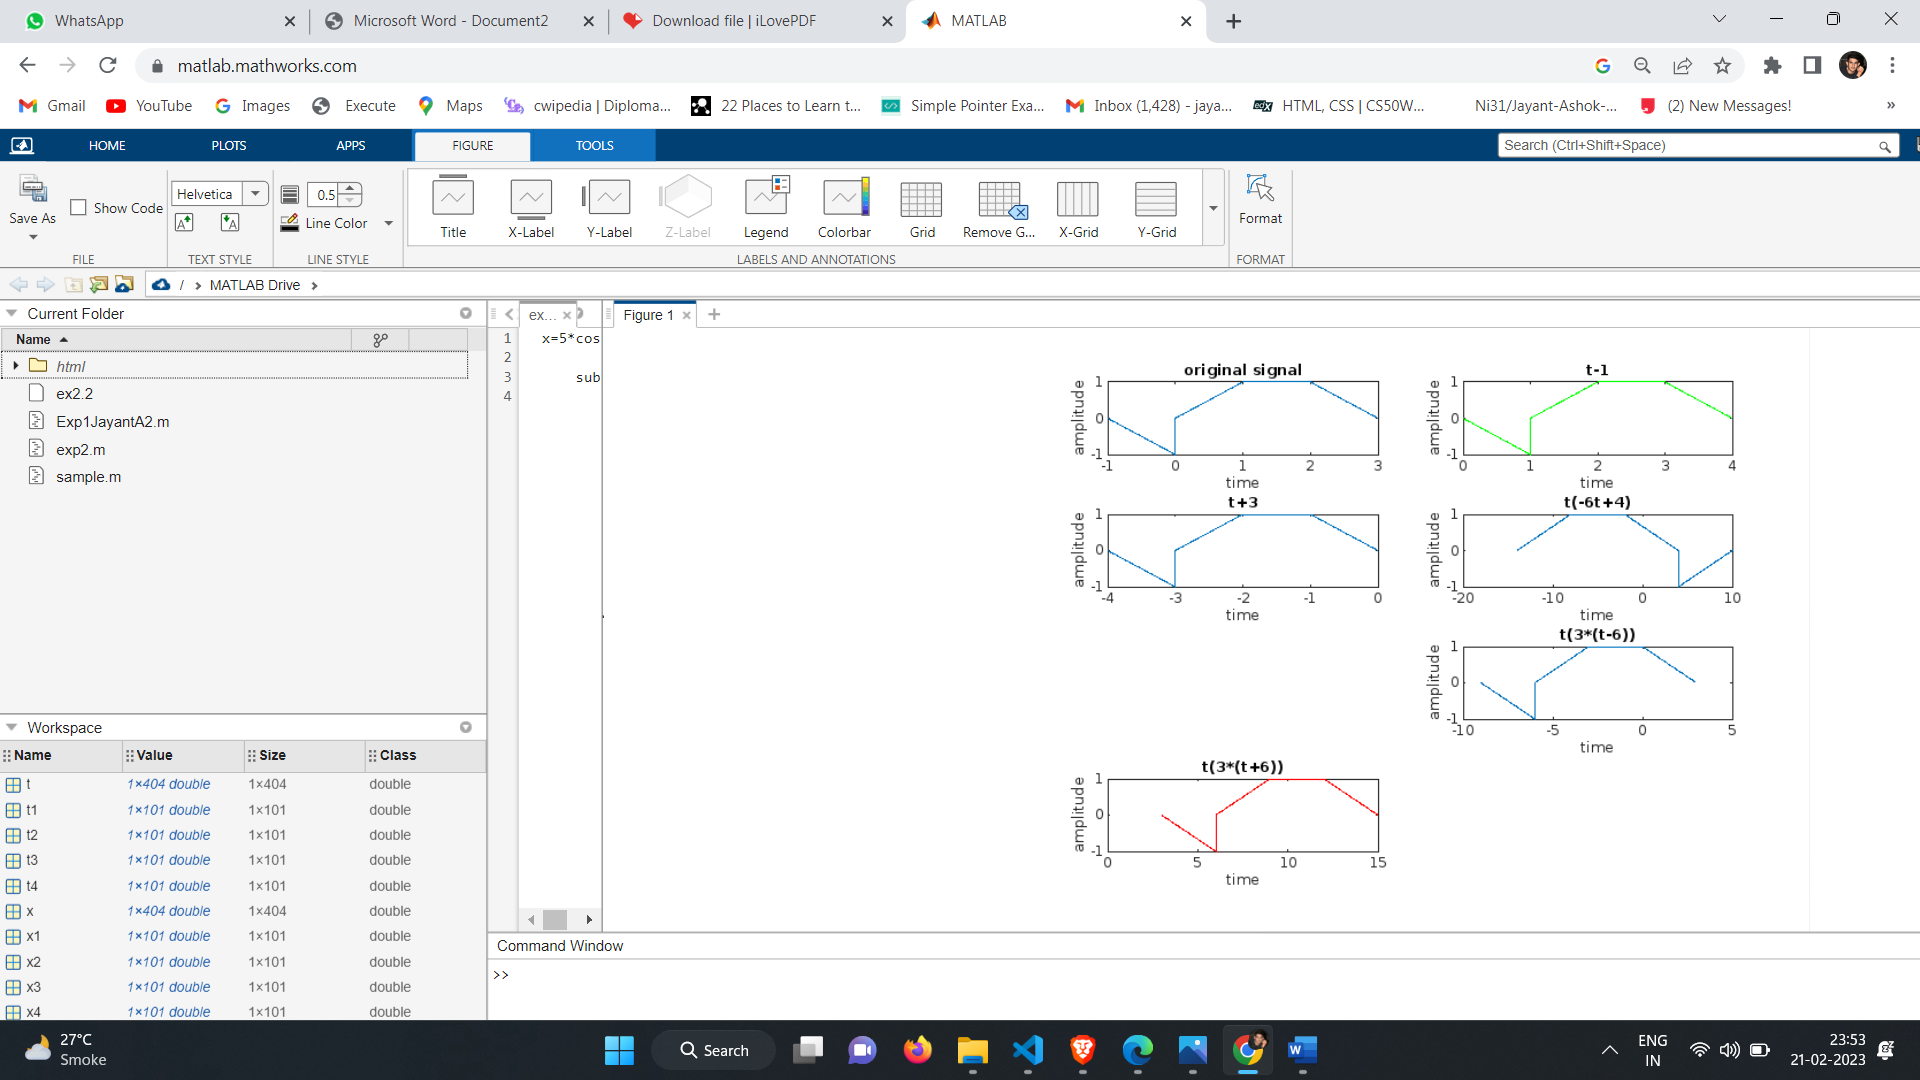 WhatsApp
Microsoft Word - Document2
Download file | iLovePDF
MATLAB
matlab.mathworks.com
Gmail
YouTube
Images
Execute
Maps
cwipedia | Diploma...
22 Places to Learn t...
Simple Pointer Exa...
Inbox (1,428) - jaya...
HTML, CSS | CS50W...
Ni31/Jayant-Ashok-...
(2) New Messages!
»
HOME
PLOTS
APPS
FIGURE
TOOLS
Search (Ctrl+Shift+Space)
Save As
Show Code
FILE
Helvetica
TEXT STYLE
0.5
Line Color
LINE STYLE
Title
X-Label
Y-Label
Z-Label
Legend
Colorbar
Grid
Remove G...
X-Grid
Y-Grid
LABELS AND ANNOTATIONS
Format
FORMAT
/ › MATLAB Drive ›
Current Folder
Name
html
ex2.2
Exp1JayantA2.m
exp2.m
sample.m
Workspace
Name Value Size Class
t 1×404 double 1×404 double
t1 1×101 double 1×101 double
t2 1×101 double 1×101 double
t3 1×101 double 1×101 double
t4 1×101 double 1×101 double
x 1×404 double 1×404 double
x1 1×101 double 1×101 double
x2 1×101 double 1×101 double
x3 1×101 double 1×101 double
x4 1×101 double 1×101 double
ex...
1 x=5*cos
2
3 sub
4
Figure 1
original signal
amplitude
1
0
-1
-1 0 1 2 3
time
t-1
amplitude
1
0
-1
0 1 2 3 4
time
t+3
amplitude
1
0
-1
-4 -3 -2 -1 0
time
t(-6t+4)
amplitude
1
0
-1
-20 -10 0 10
time
t(3*(t-6))
amplitude
1
0
-1
-10 -5 0 5
time
t(3*(t+6))
amplitude
1
0
-1
0 5 10 15
time
Command Window
>>
27°C
Smoke
Search
ENG
IN
23:53
21-02-2023